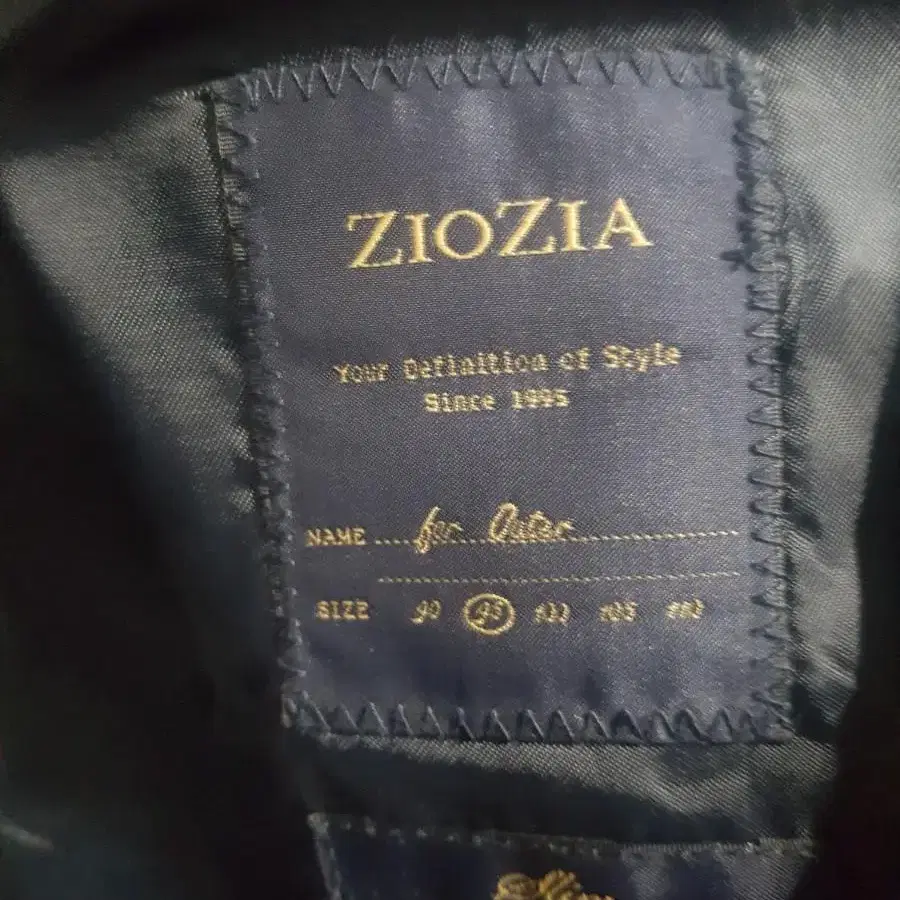 ZIOZIA
Your Definition of Style
Since 1995
NAME for Outer
SIZE 90 95 100 105 110